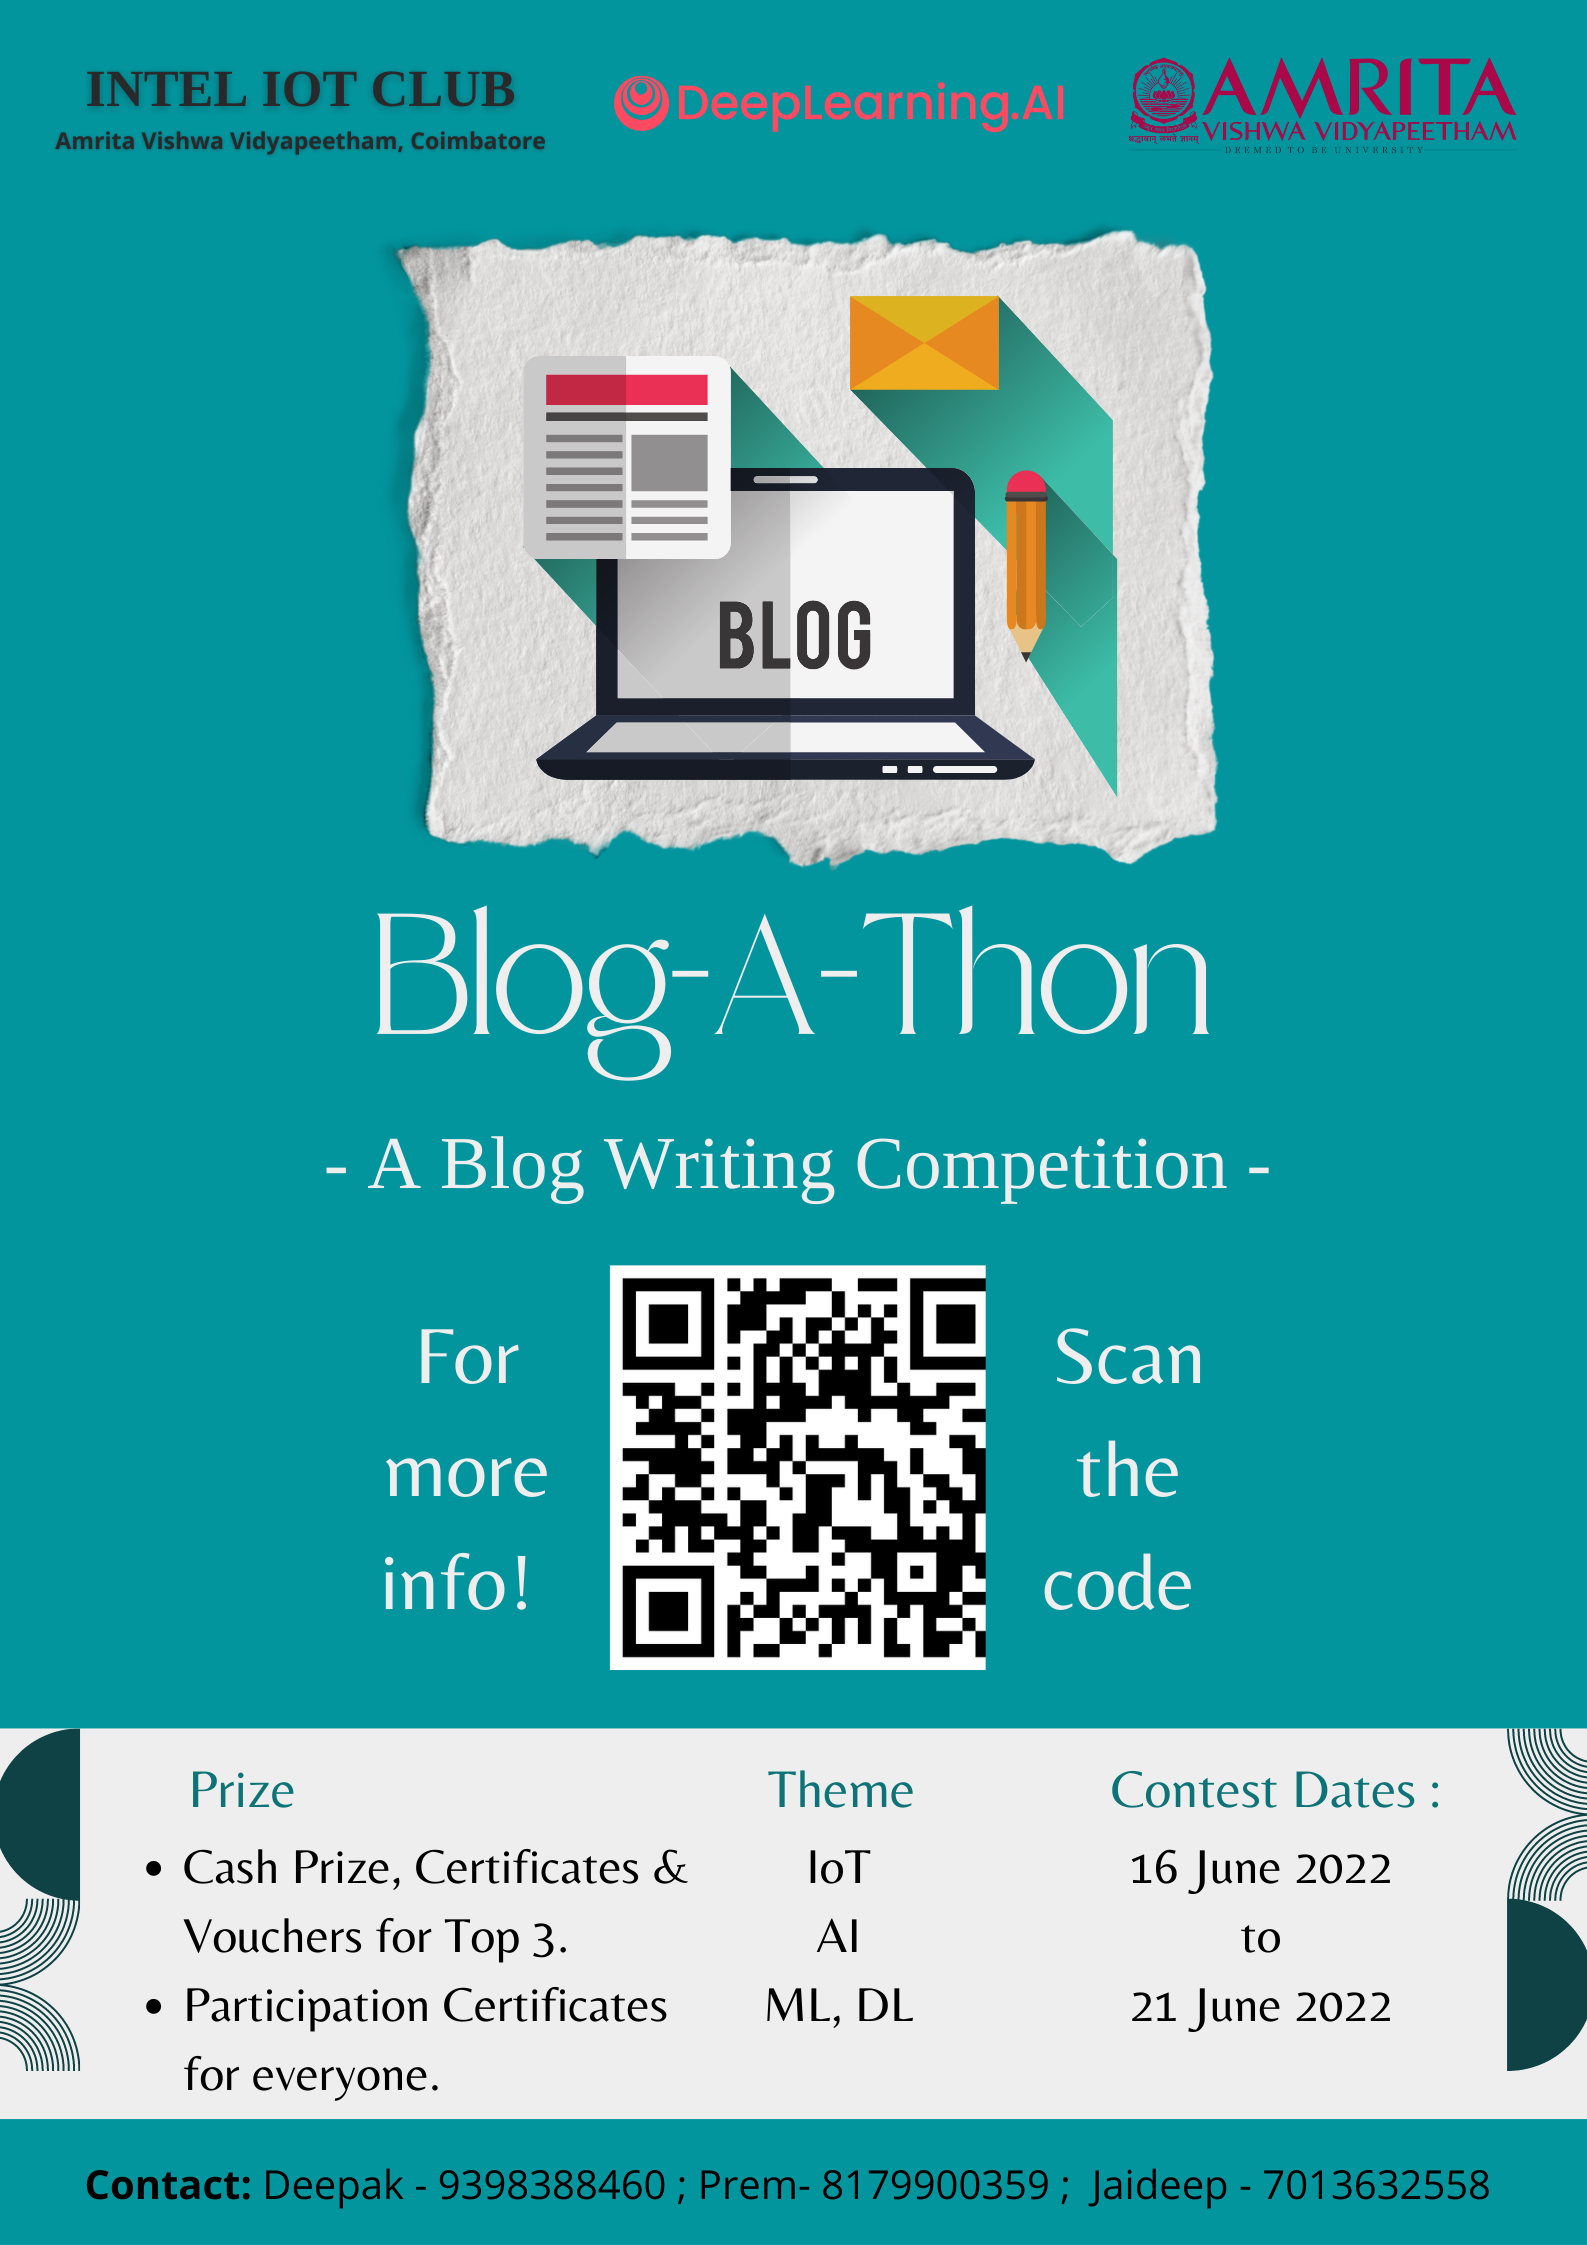 INTEL IOT CLUB
Amrita Vishwa Vidyapeetham, Coimbatore
DeepLearning.AI
AMRITA
VISHWA VIDYAPEETHAM
DEEMED TO BE UNIVERSITY
BLOG
Blog-A-Thon
- A Blog Writing Competition -
For
more
info!
Scan
the
code
Prize
• Cash Prize, Certificates &
Vouchers for Top 3.
• Participation Certificates
for everyone.
Theme
IoT
AI
ML, DL
Contest Dates :
16 June 2022
to
21 June 2022
Contact: Deepak - 9398388460 ; Prem- 8179900359 ; Jaideep - 7013632558